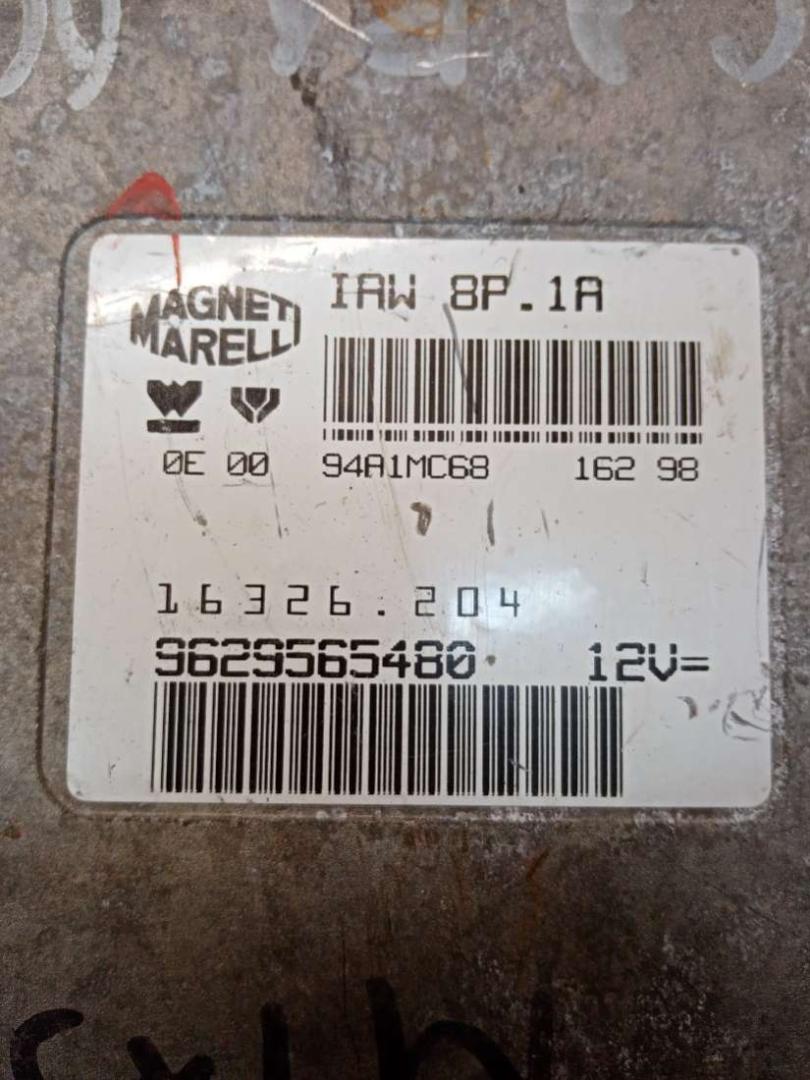 MAGNETI
MARELLI
IAW 8P.1A
0E 00
94A1MC68 162 98
16326.204
9629565480 12V=